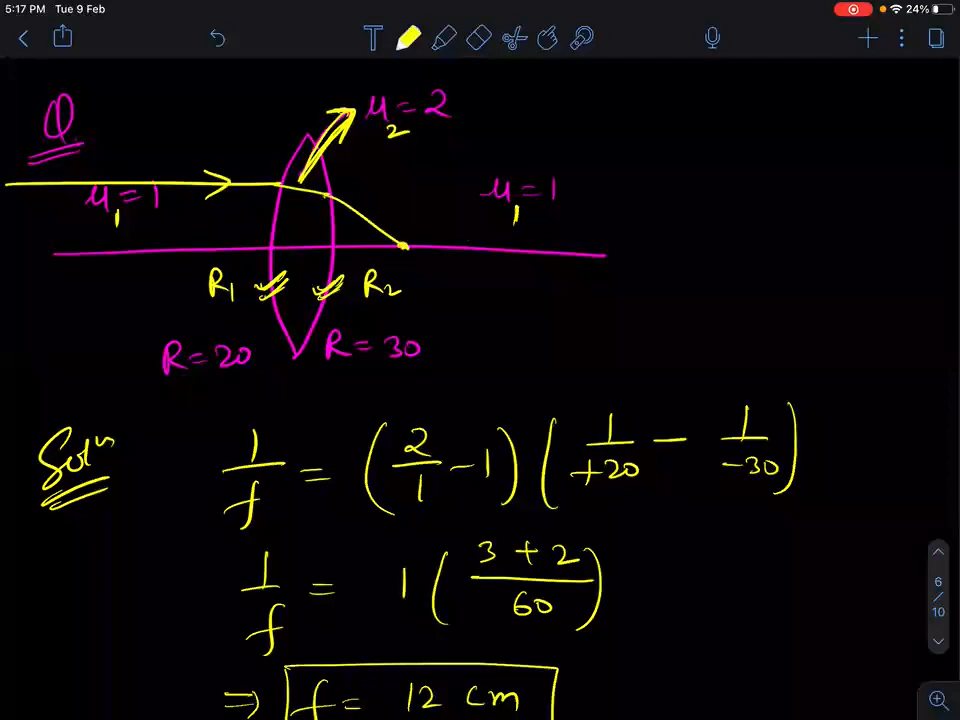 5:17 PM Tue 9 Feb 24%
T
Q
μ₂ = 2
μ₁ = 1
μ₁ = 1
R₁ R₂
R = 20 R = 30
Solⁿ 1/f = (2/1 − 1) (1/+20 − 1/−30)
1/f = 1 (3 + 2/60)
⇒ f = 12 cm
6
/
10